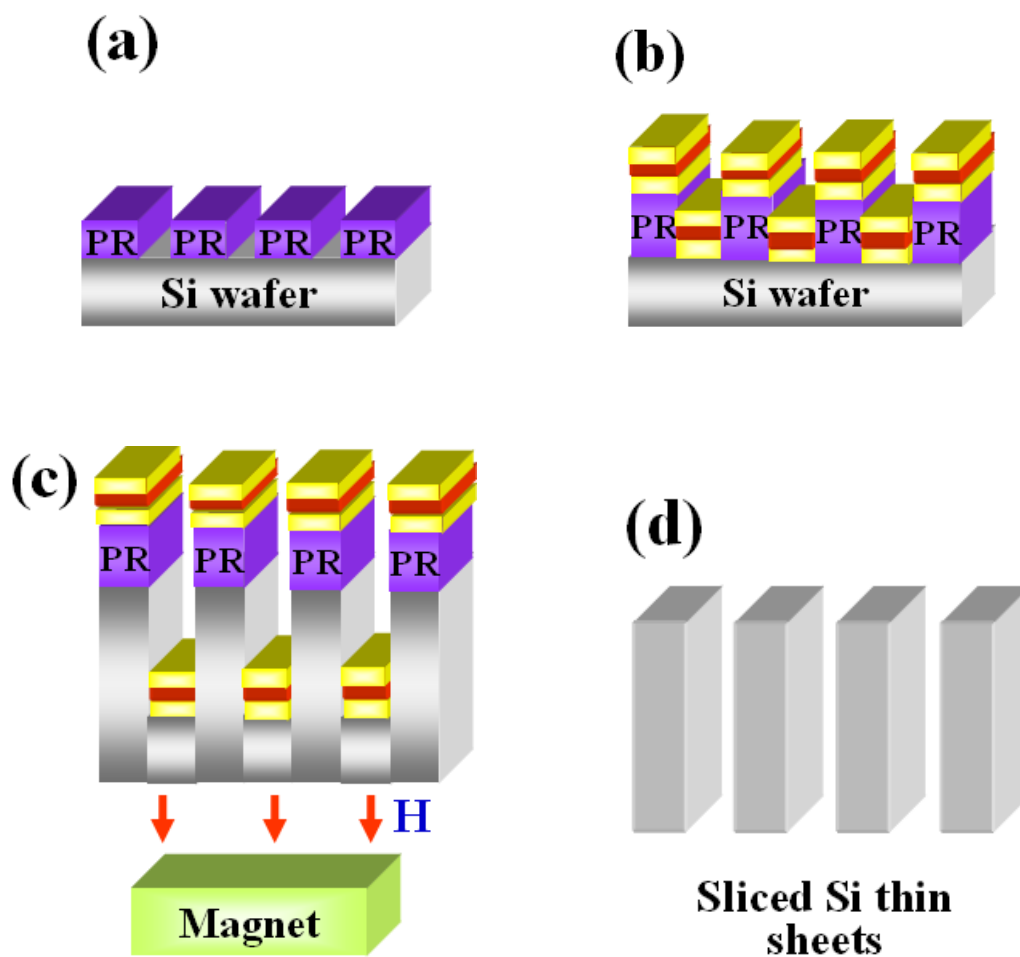 (a)
PR PR PR PR
Si wafer
(b)
PR PR PR PR
Si wafer
(c)
PR PR PR PR
H
Magnet
(d)
Sliced Si thin
sheets